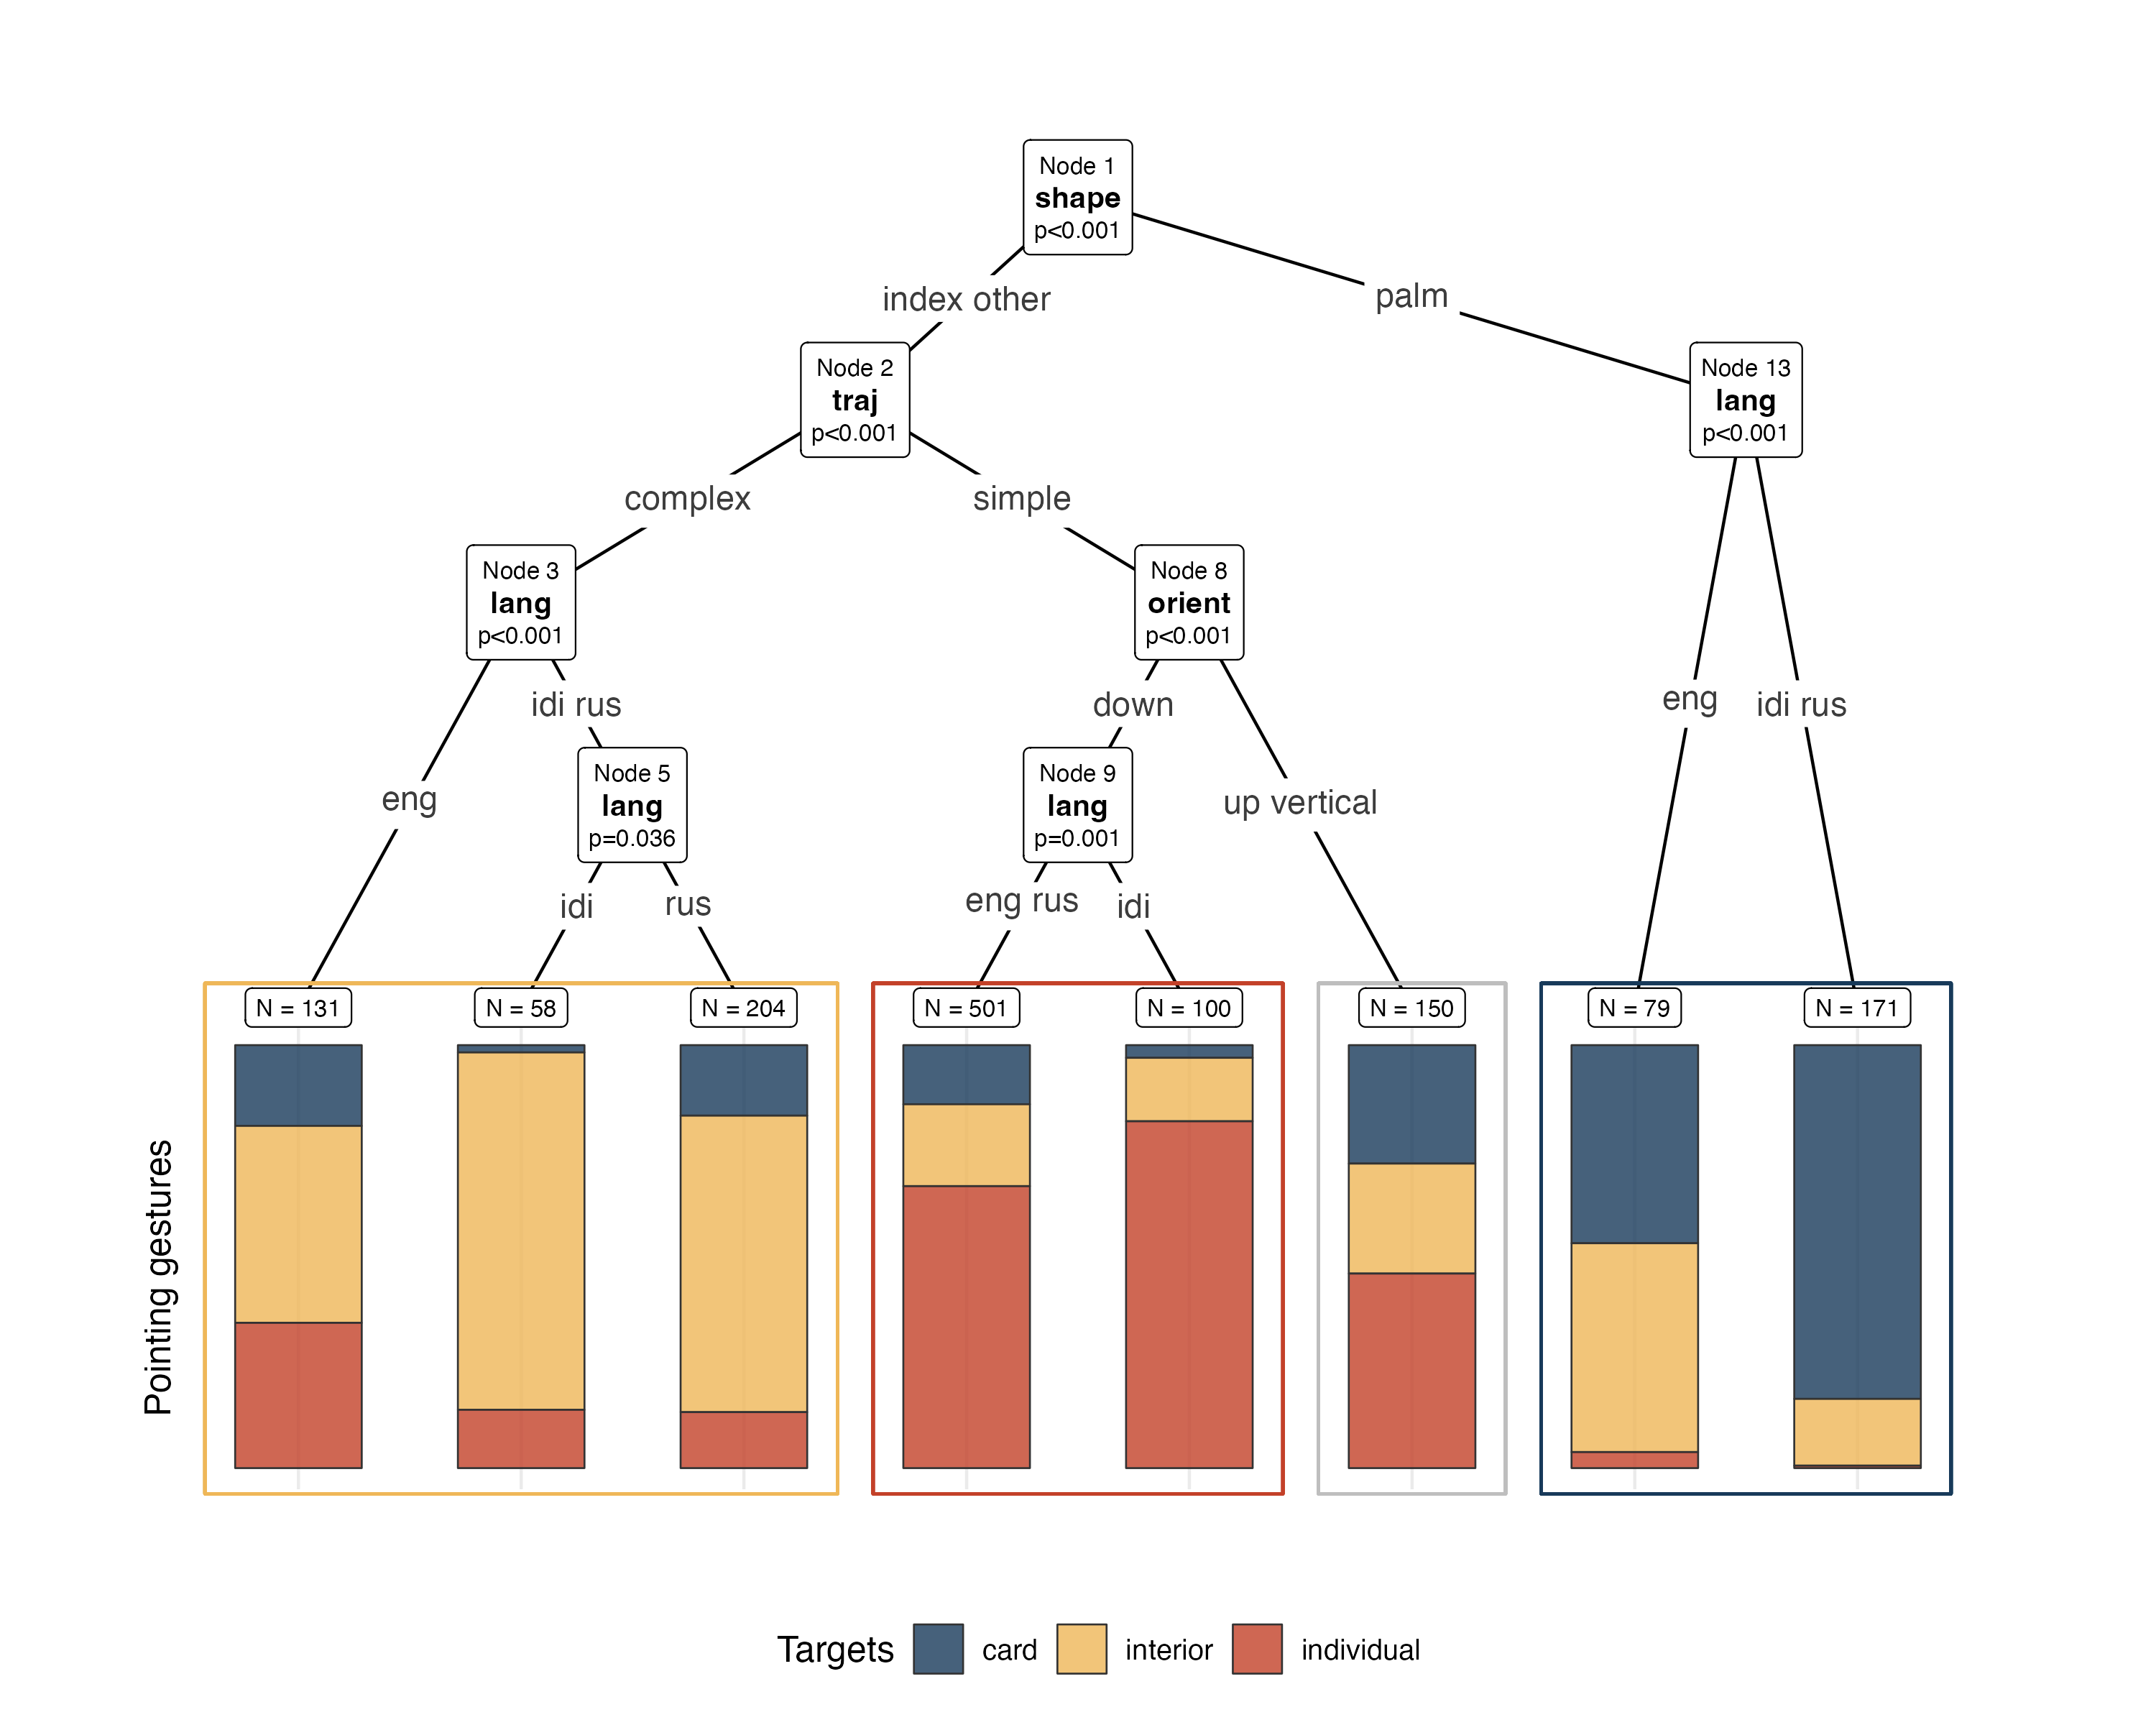 Node 1
shape
p<0.001
index other
palm
Node 2
traj
p<0.001
Node 13
lang
p<0.001
complex
simple
Node 3
lang
p<0.001
Node 8
orient
p<0.001
idi rus
down
eng
idi rus
Node 5
lang
p=0.036
Node 9
lang
p=0.001
eng
up vertical
idi
rus
eng rus
idi
N = 131
N = 58
N = 204
N = 501
N = 100
N = 150
N = 79
N = 171
Pointing gestures
Targets card interior individual